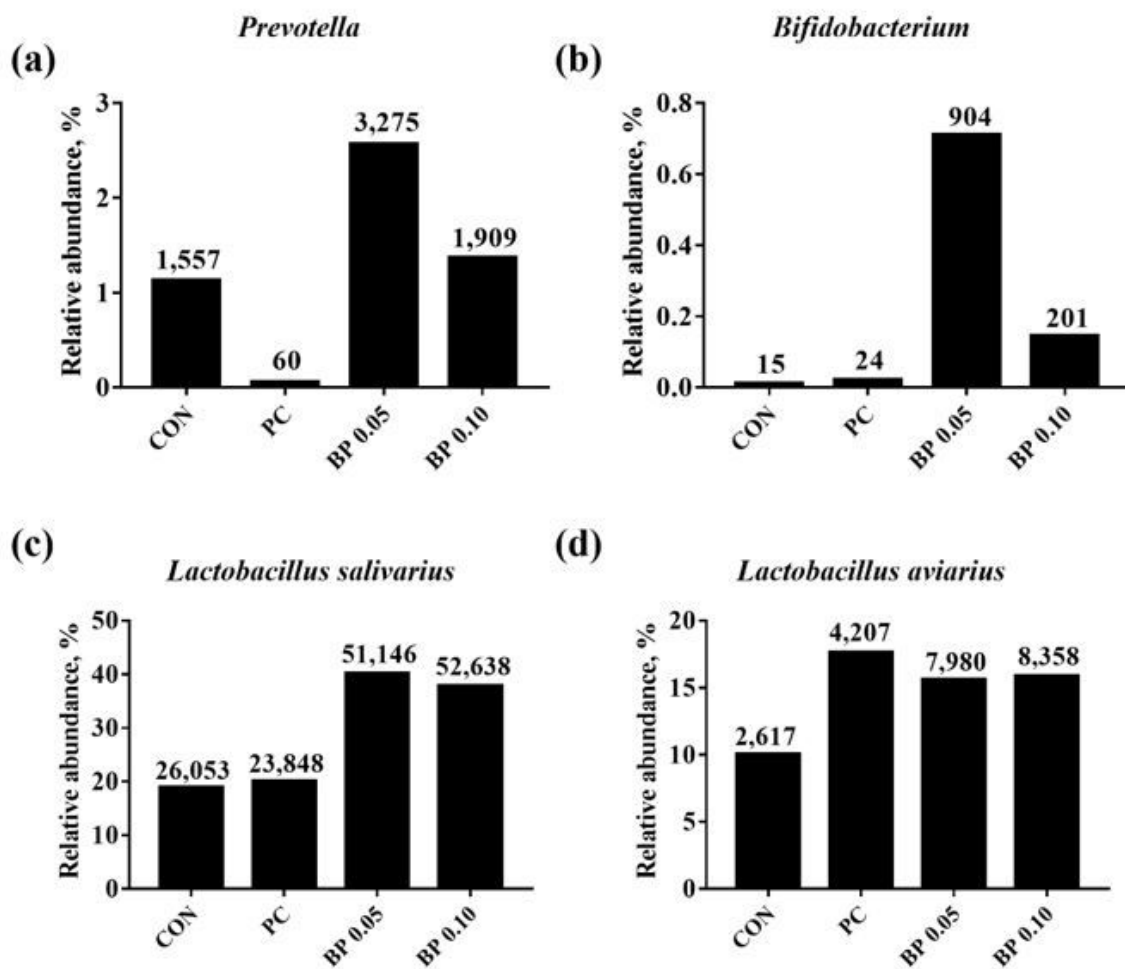 Prevotella
(a)
Relative abundance, %
3
2
1
0
1,557
60
3,275
1,909
CON
PC
BP 0.05
BP 0.10
Bifidobacterium
(b)
Relative abundance, %
0.8
0.6
0.4
0.2
0.0
15
24
904
201
CON
PC
BP 0.05
BP 0.10
(c)
Lactobacillus salivarius
Relative abundance, %
50
40
30
20
10
0
26,053
23,848
51,146
52,638
CON
PC
BP 0.05
BP 0.10
(d)
Lactobacillus aviarius
Relative abundance, %
20
15
10
5
0
2,617
4,207
7,980
8,358
CON
PC
BP 0.05
BP 0.10